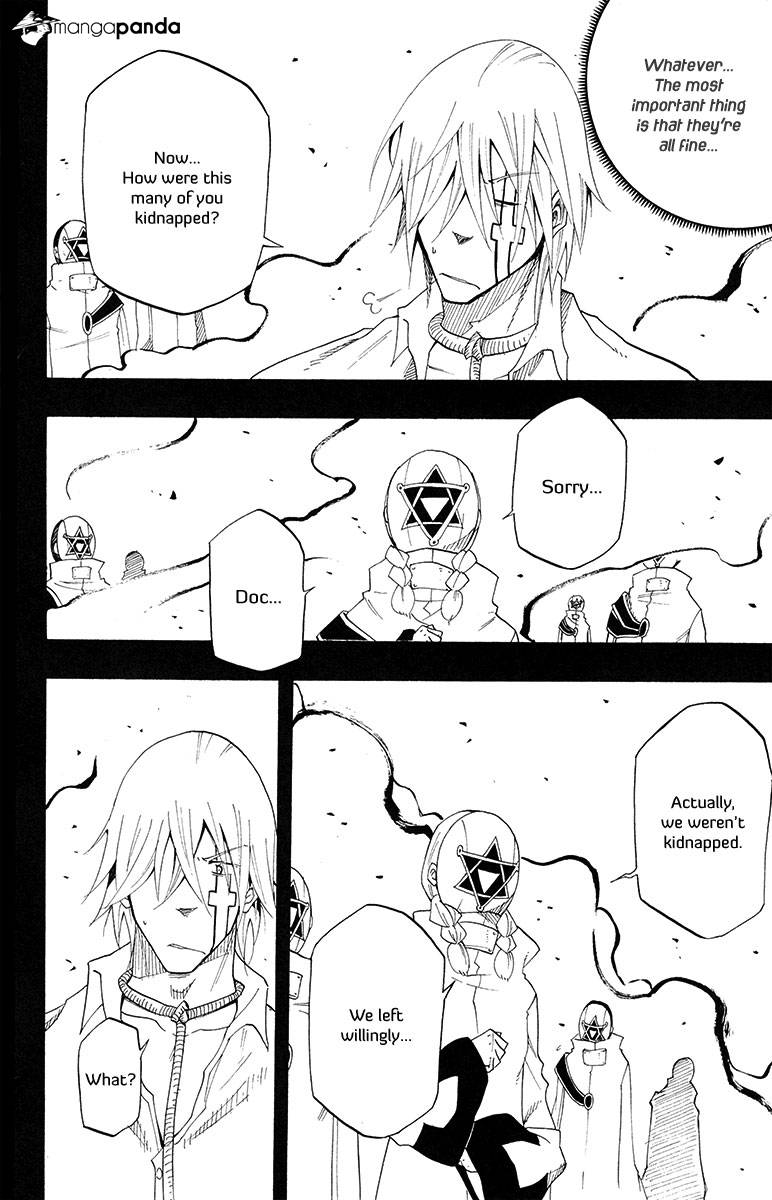 mangapanda
Whatever...
The most
important thing
is that they're
all fine...
Now...
How were this
many of you
kidnapped?
Sorry...
Doc...
Actually,
we weren't
kidnapped.
We left
willingly...
What?